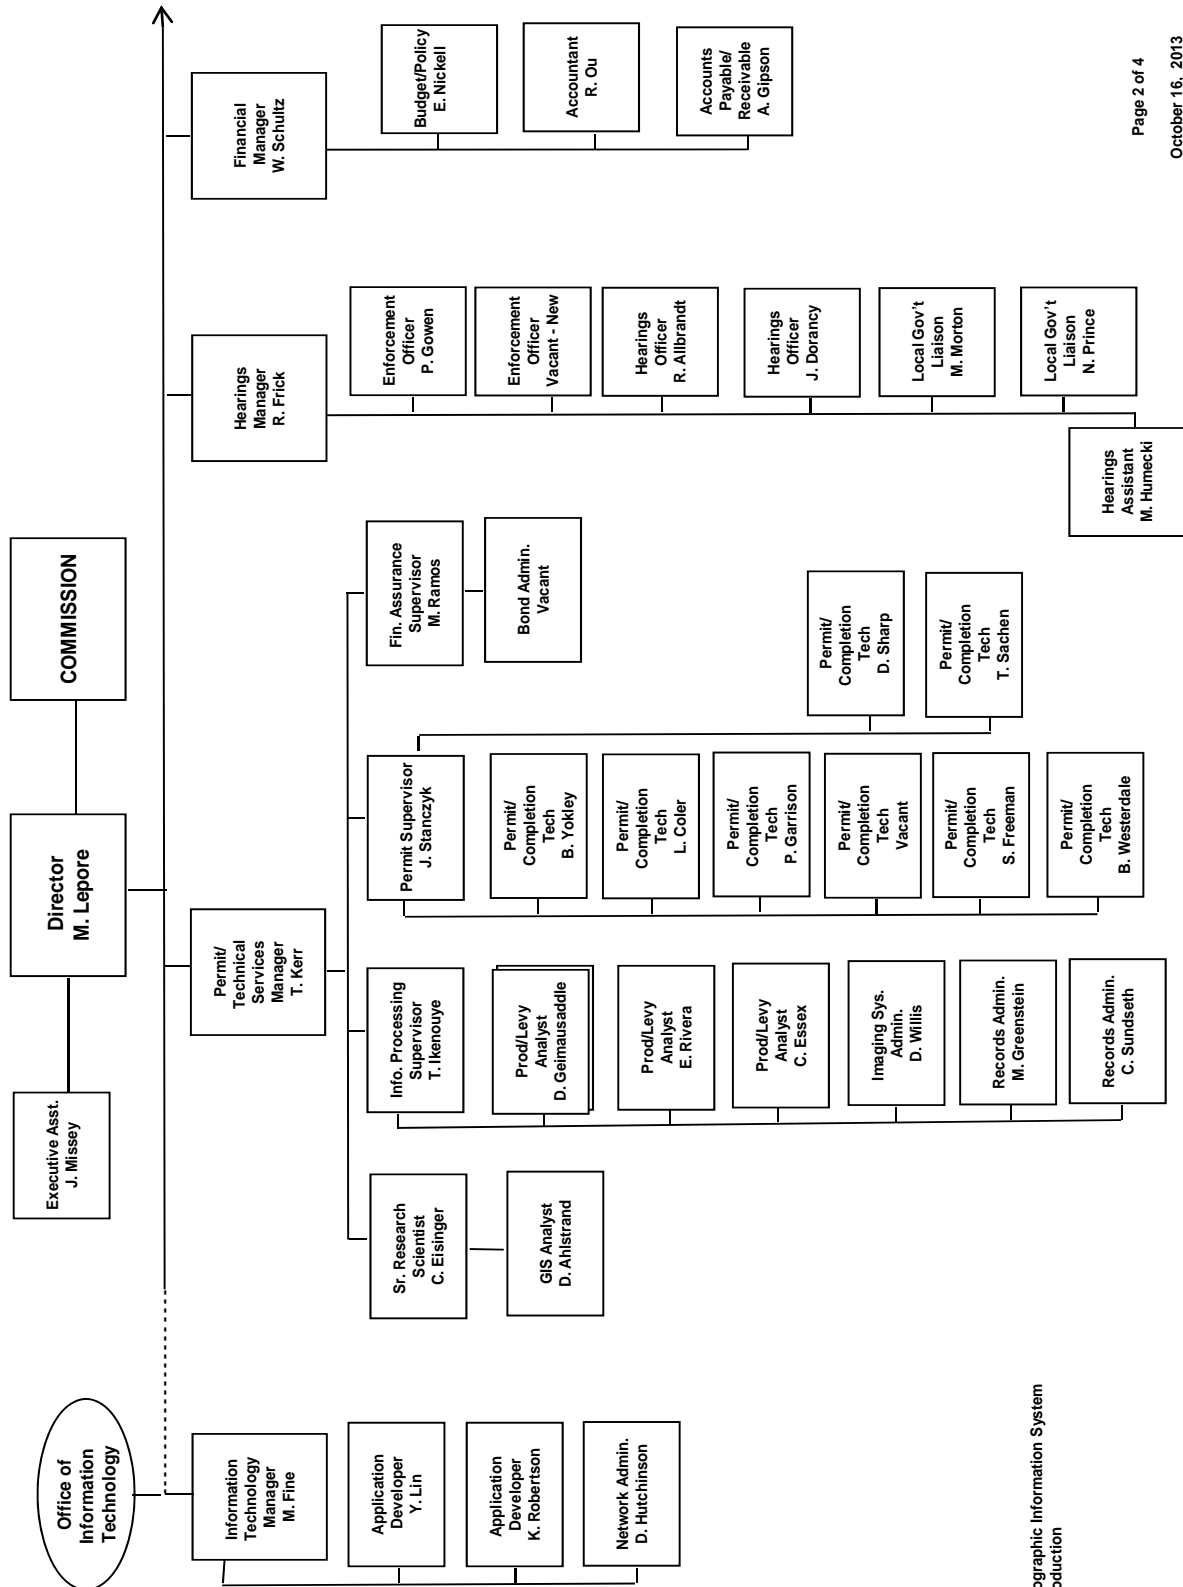 COMMISSION
Director
M. Lepore
Executive Asst.
J. Missey
Office of
Information
Technology
Information
Technology
Manager
M. Fine
Application
Developer
Y. Lin
Application
Developer
K. Robertson
Network Admin.
D. Hutchinson
Permit/
Technical
Services
Manager
T. Kerr
Sr. Research
Scientist
C. Eisinger
GIS Analyst
D. Ahlstrand
Info. Processing
Supervisor
T. Ikenouye
Prod/Levy
Analyst
D. Geimausaddle
Prod/Levy
Analyst
E. Rivera
Prod/Levy
Analyst
C. Essex
Imaging Sys.
Admin.
D. Willis
Records Admin.
M. Greenstein
Records Admin.
C. Sundseth
Permit Supervisor
J. Stanczyk
Permit/
Completion
Tech
B. Yokley
Permit/
Completion
Tech
L. Coler
Permit/
Completion
Tech
P. Garrison
Permit/
Completion
Tech
Vacant
Permit/
Completion
Tech
S. Freeman
Permit/
Completion
Tech
B. Westerdale
Permit/
Completion
Tech
D. Sharp
Permit/
Completion
Tech
T. Sachen
Fin. Assurance
Supervisor
M. Ramos
Bond Admin.
Vacant
Hearings
Manager
R. Frick
Enforcement
Officer
P. Gowen
Enforcement
Officer
Vacant - New
Hearings
Officer
R. Allbrandt
Hearings
Officer
J. Dorancy
Local Gov't
Liaison
M. Morton
Local Gov't
Liaison
N. Prince
Hearings
Assistant
M. Humecki
Financial
Manager
W. Schultz
Budget/Policy
E. Nickell
Accountant
R. Ou
Accounts
Payable/
Receivable
A. Gipson
ographic Information System
oduction
Page 2 of 4
October 16, 2013